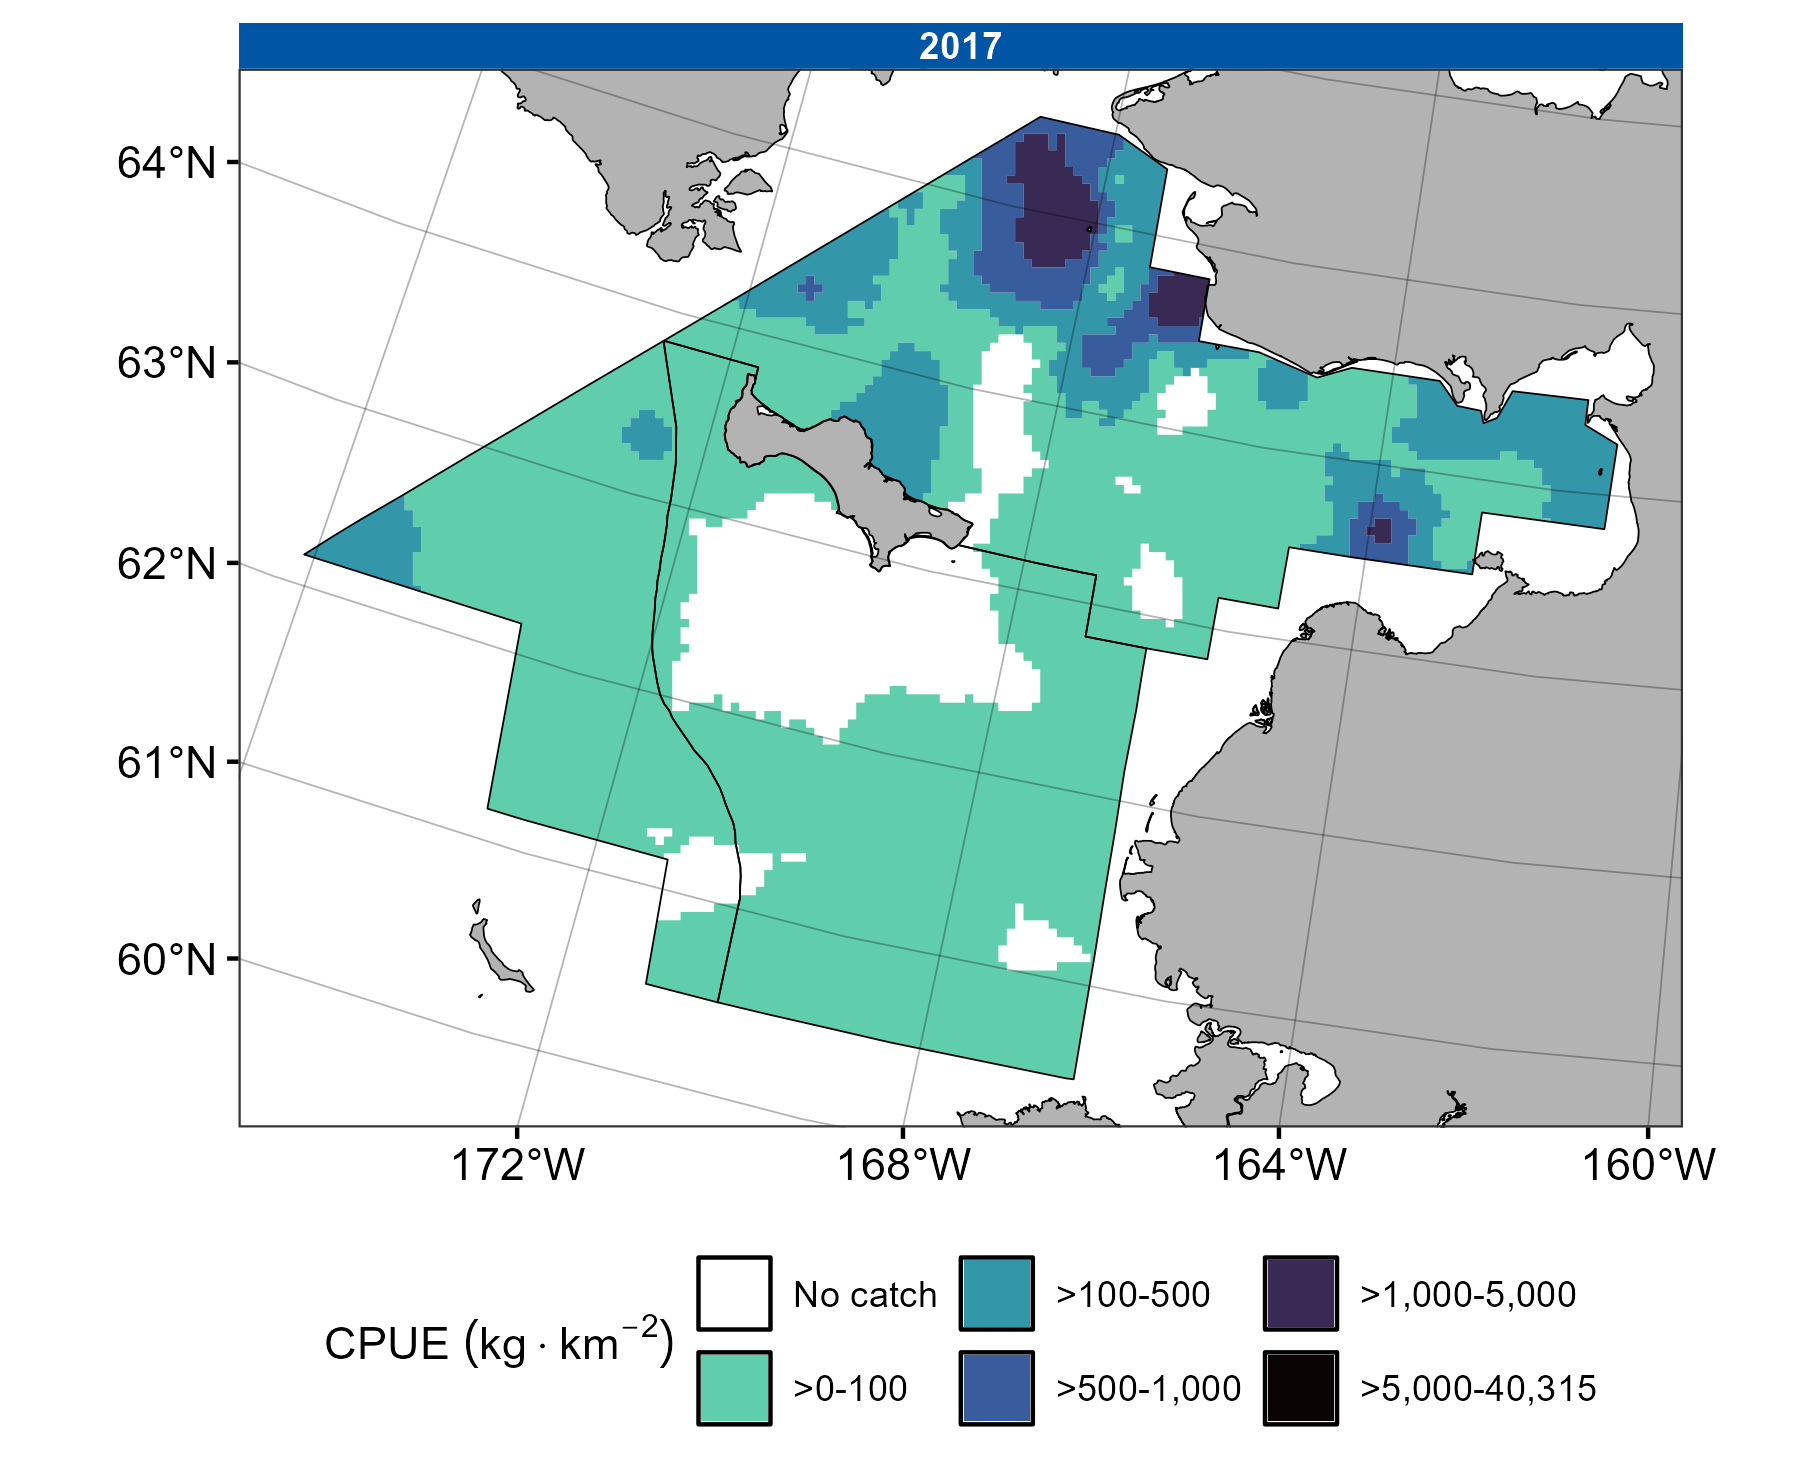 2017
64°N
63°N
62°N
61°N
60°N
172°W 168°W 164°W 160°W
CPUE (kg · km⁻²)
No catch >100-500 >1,000-5,000
>0-100 >500-1,000 >5,000-40,315